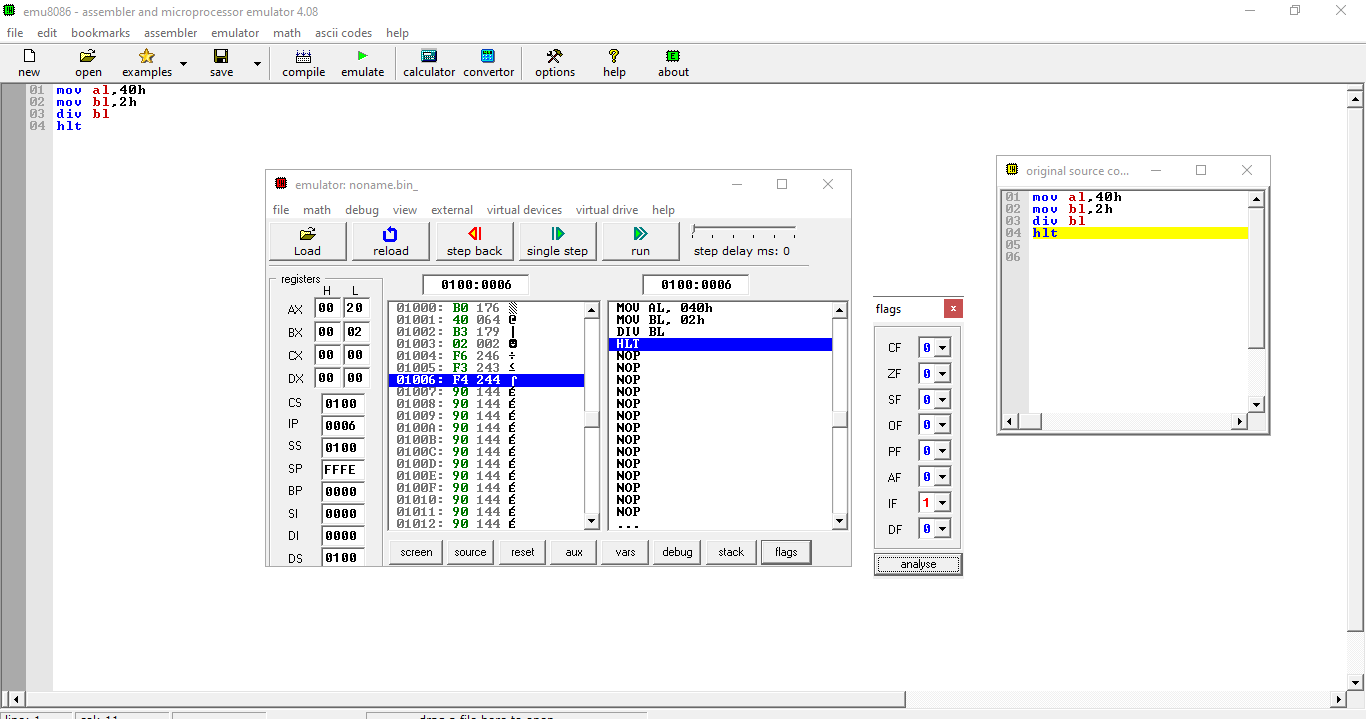 emu8086 - assembler and microprocessor emulator 4.08
file edit bookmarks assembler emulator math ascii codes help
new open examples save compile emulate calculator convertor options help about
01 mov al,40h
02 mov bl,2h
03 div bl
04 hlt
emulator: noname.bin_
file math debug view external virtual devices virtual drive help
Load reload step back single step run step delay ms: 0
registers
H L
AX 00 20
BX 00 02
CX 00 00
DX 00 00
CS 0100
IP 0006
SS 0100
SP FFFE
BP 0000
SI 0000
DI 0000
DS 0100
0100:0006
01000: B0 176 ▒
01001: 40 064 @
01002: B3 179 │
01003: 02 002 ☻
01004: F6 246 ÷
01005: F3 243 ≤
01006: F4 244 ⌠
01007: 90 144 É
01008: 90 144 É
01009: 90 144 É
0100A: 90 144 É
0100B: 90 144 É
0100C: 90 144 É
0100D: 90 144 É
0100E: 90 144 É
0100F: 90 144 É
01010: 90 144 É
01011: 90 144 É
01012: 90 144 É
0100:0006
MOV AL, 040h
MOV BL, 02h
DIV BL
HLT
NOP
NOP
NOP
NOP
NOP
NOP
NOP
NOP
NOP
NOP
NOP
NOP
NOP
NOP
...
screen source reset aux vars debug stack flags
flags x
CF 0
ZF 0
SF 0
OF 0
PF 0
AF 0
IF 1
DF 0
analyse
original source co...
01 mov al,40h
02 mov bl,2h
03 div bl
04 hlt
05
06
line: 1 col: 11 drag a file here to open